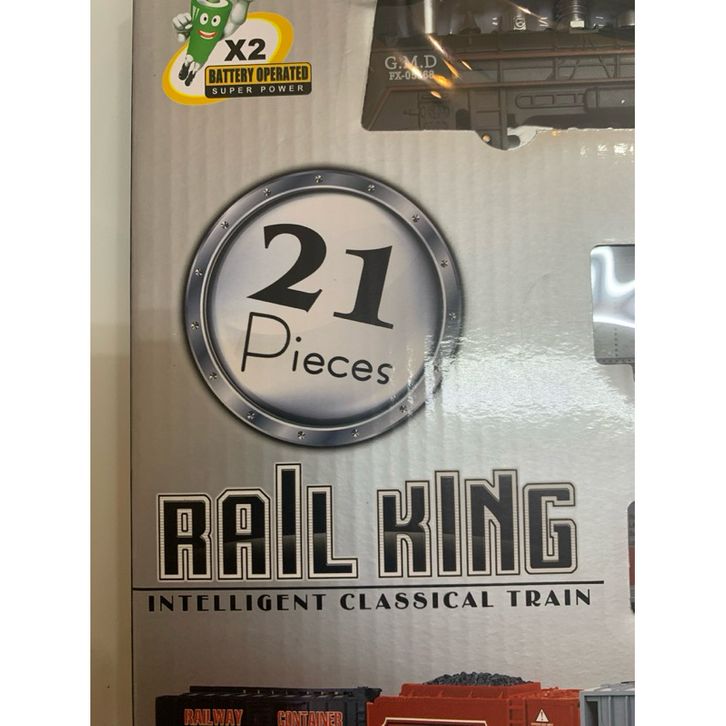 X2
BATTERY OPERATED
SUPER POWER
G.M.D
21
Pieces
RAIL KING
INTELLIGENT CLASSICAL TRAIN
RAILWAY CONTAINER